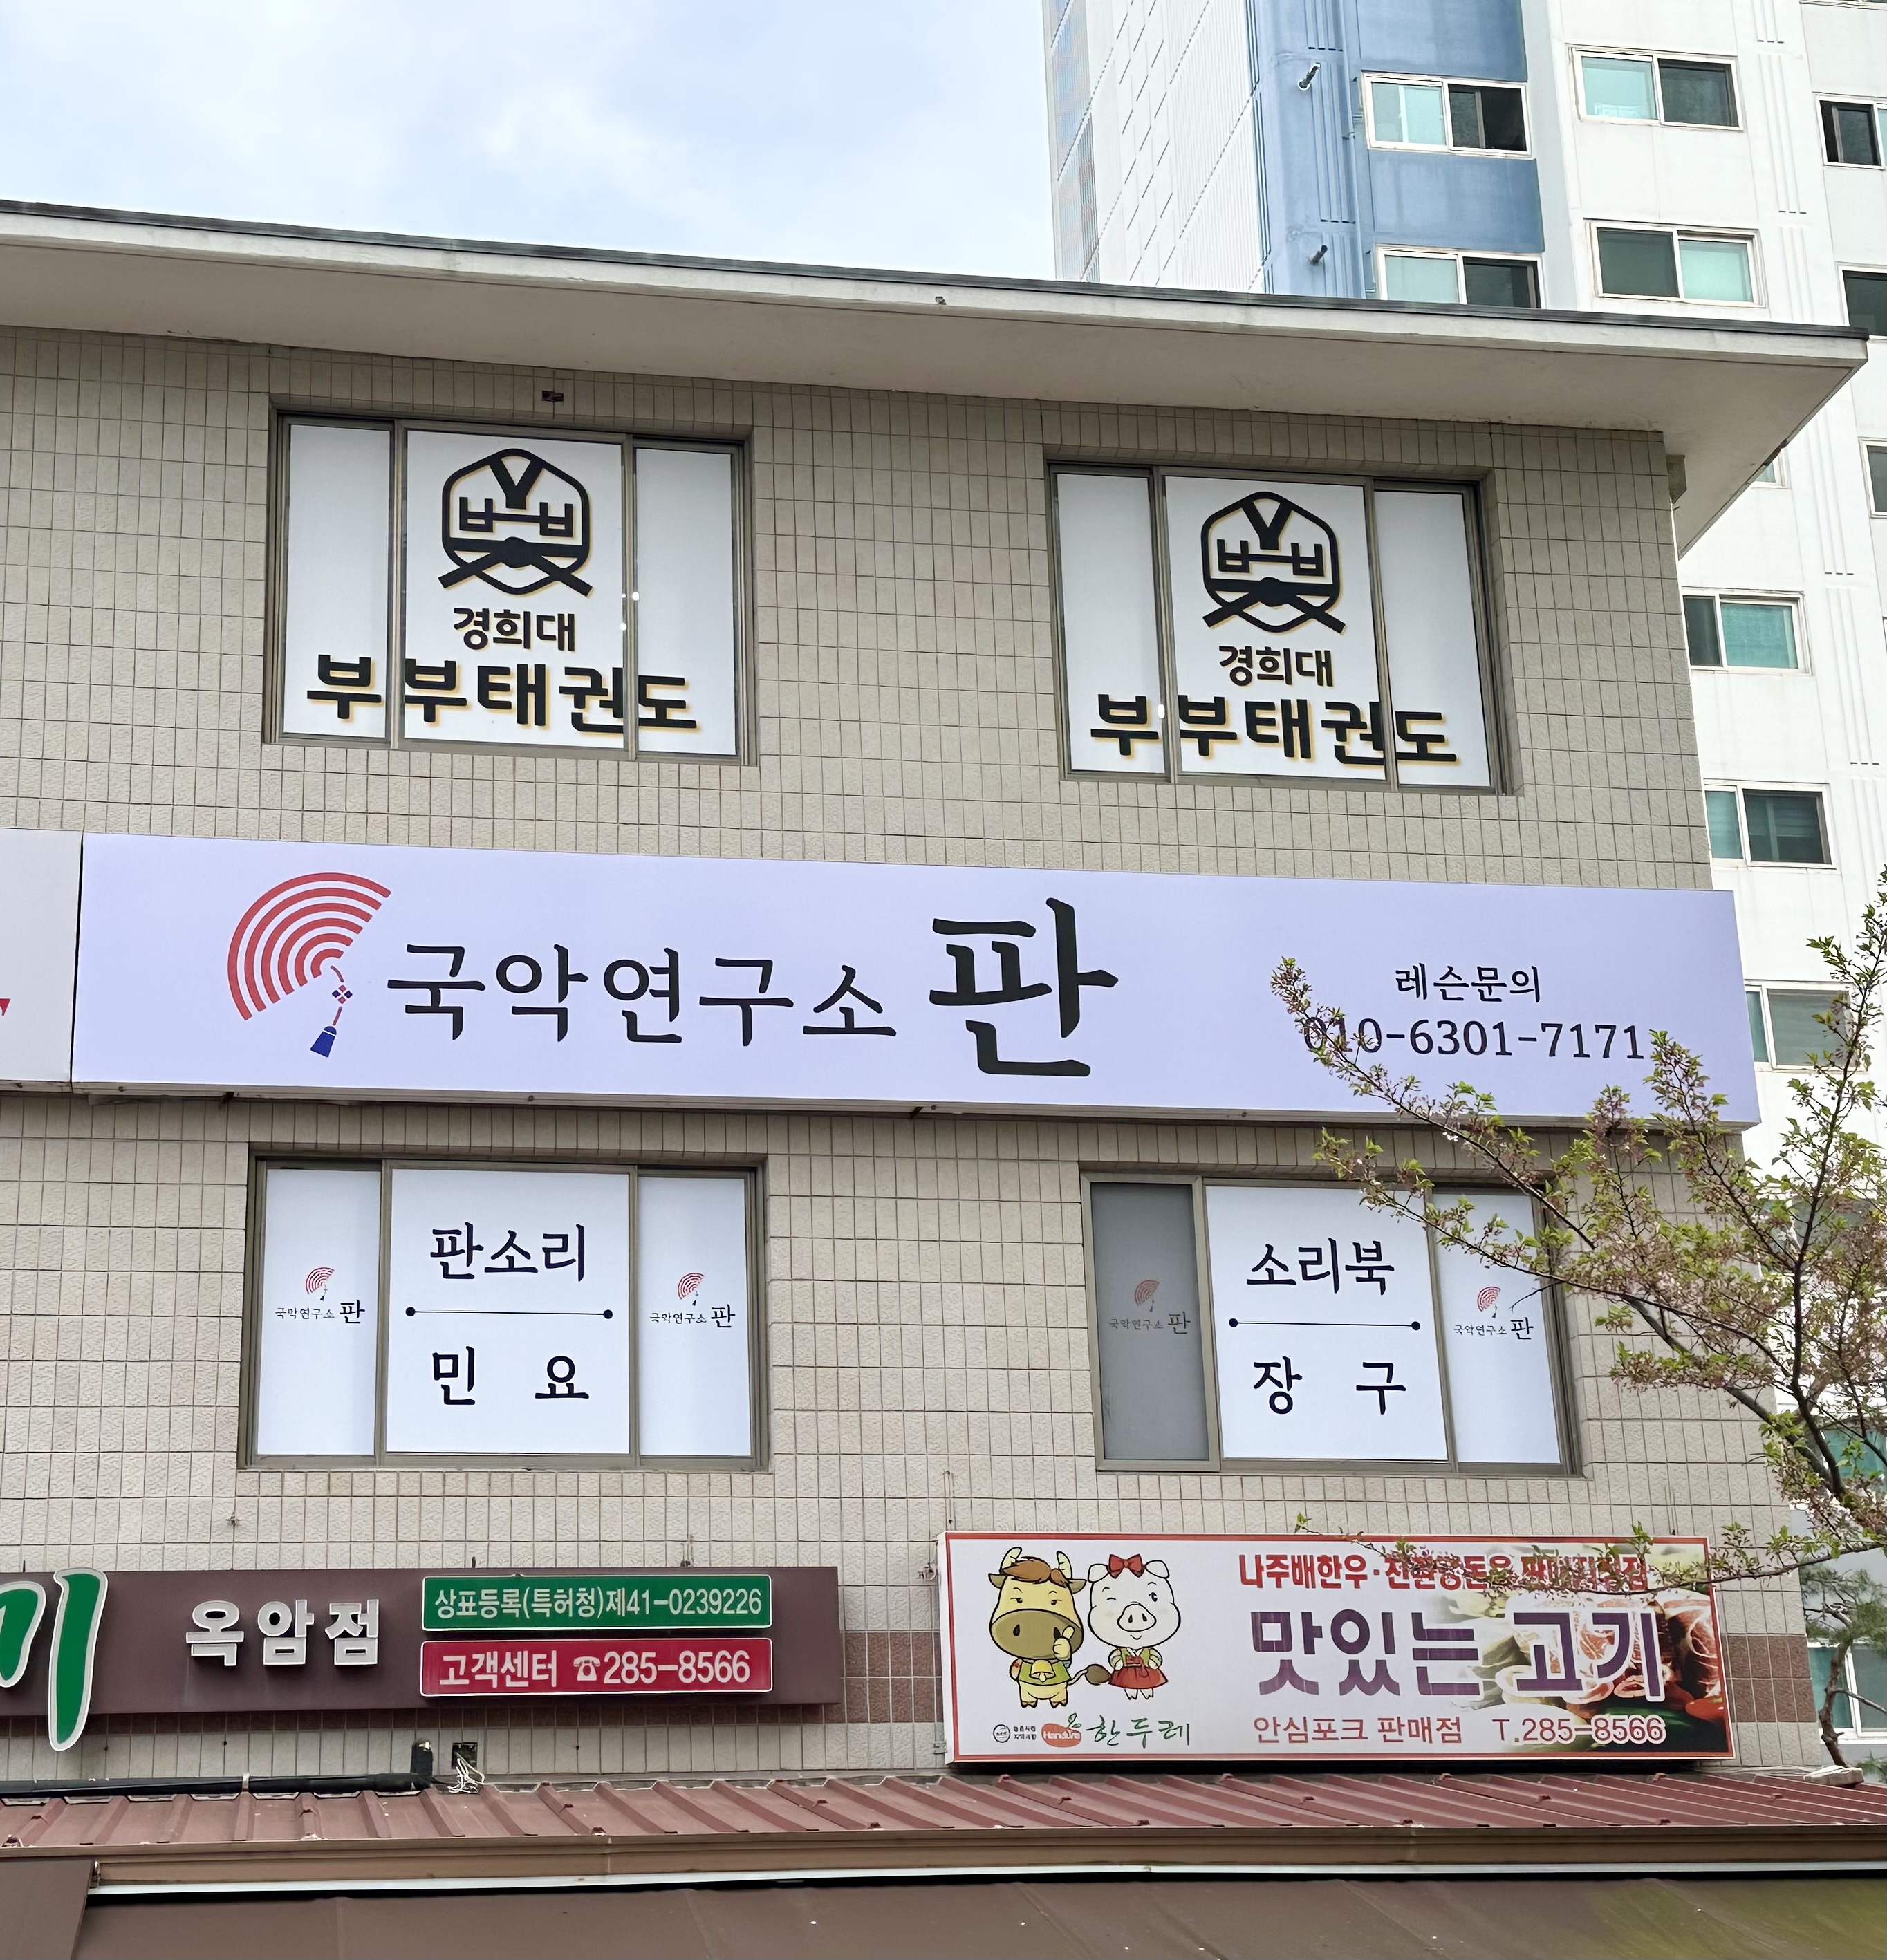 경희대
부부태권도
경희대
부부태권도
국악연구소 판
레슨문의
010-6301-7171
판소리
민 요
국악연구소 판
국악연구소 판
소리북
장 구
국악연구소 판
국악연구소 판
기
옥암점
상표등록(특허청)제41-0239226
고객센터 ☎285-8566
나주배한우·
맛있는 고기
한두레
안심포크 판매점 T.285-8566